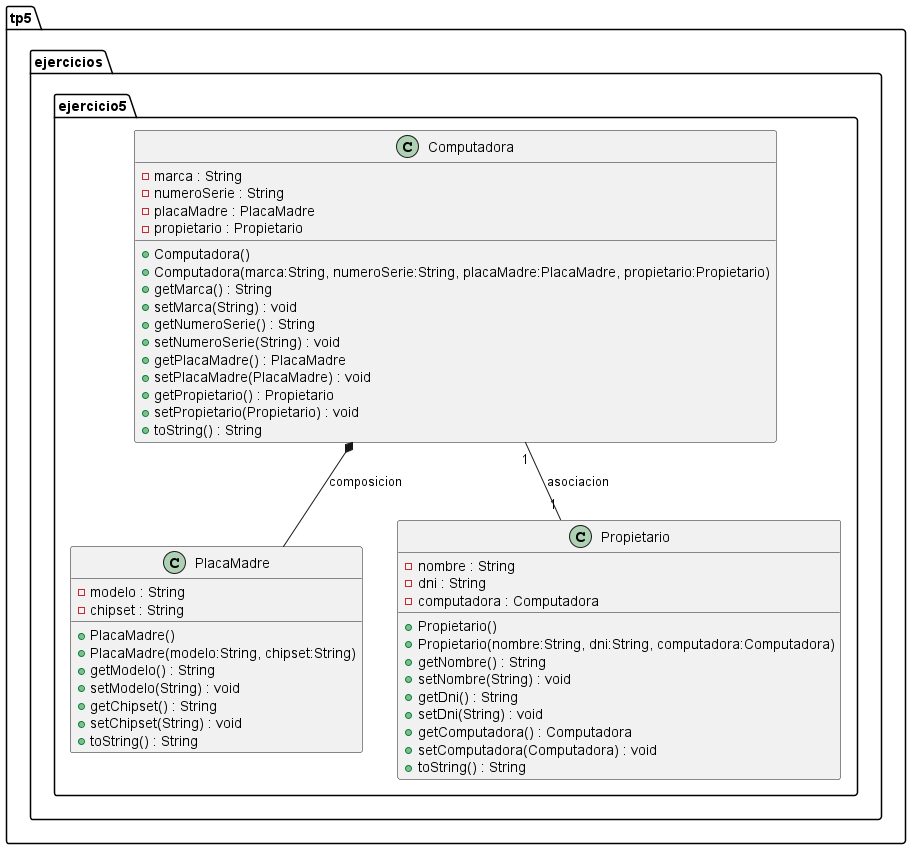 tp5
ejercicios
ejercicio5
C Computadora
marca : String
numeroSerie : String
placaMadre : PlacaMadre
propietario : Propietario
Computadora()
Computadora(marca:String, numeroSerie:String, placaMadre:PlacaMadre, propietario:Propietario)
getMarca() : String
setMarca(String) : void
getNumeroSerie() : String
setNumeroSerie(String) : void
getPlacaMadre() : PlacaMadre
setPlacaMadre(PlacaMadre) : void
getPropietario() : Propietario
setPropietario(Propietario) : void
toString() : String
1
composicion
asociacion
1
C PlacaMadre
modelo : String
chipset : String
PlacaMadre()
PlacaMadre(modelo:String, chipset:String)
getModelo() : String
setModelo(String) : void
getChipset() : String
setChipset(String) : void
toString() : String
C Propietario
nombre : String
dni : String
computadora : Computadora
Propietario()
Propietario(nombre:String, dni:String, computadora:Computadora)
getNombre() : String
setNombre(String) : void
getDni() : String
setDni(String) : void
getComputadora() : Computadora
setComputadora(Computadora) : void
toString() : String